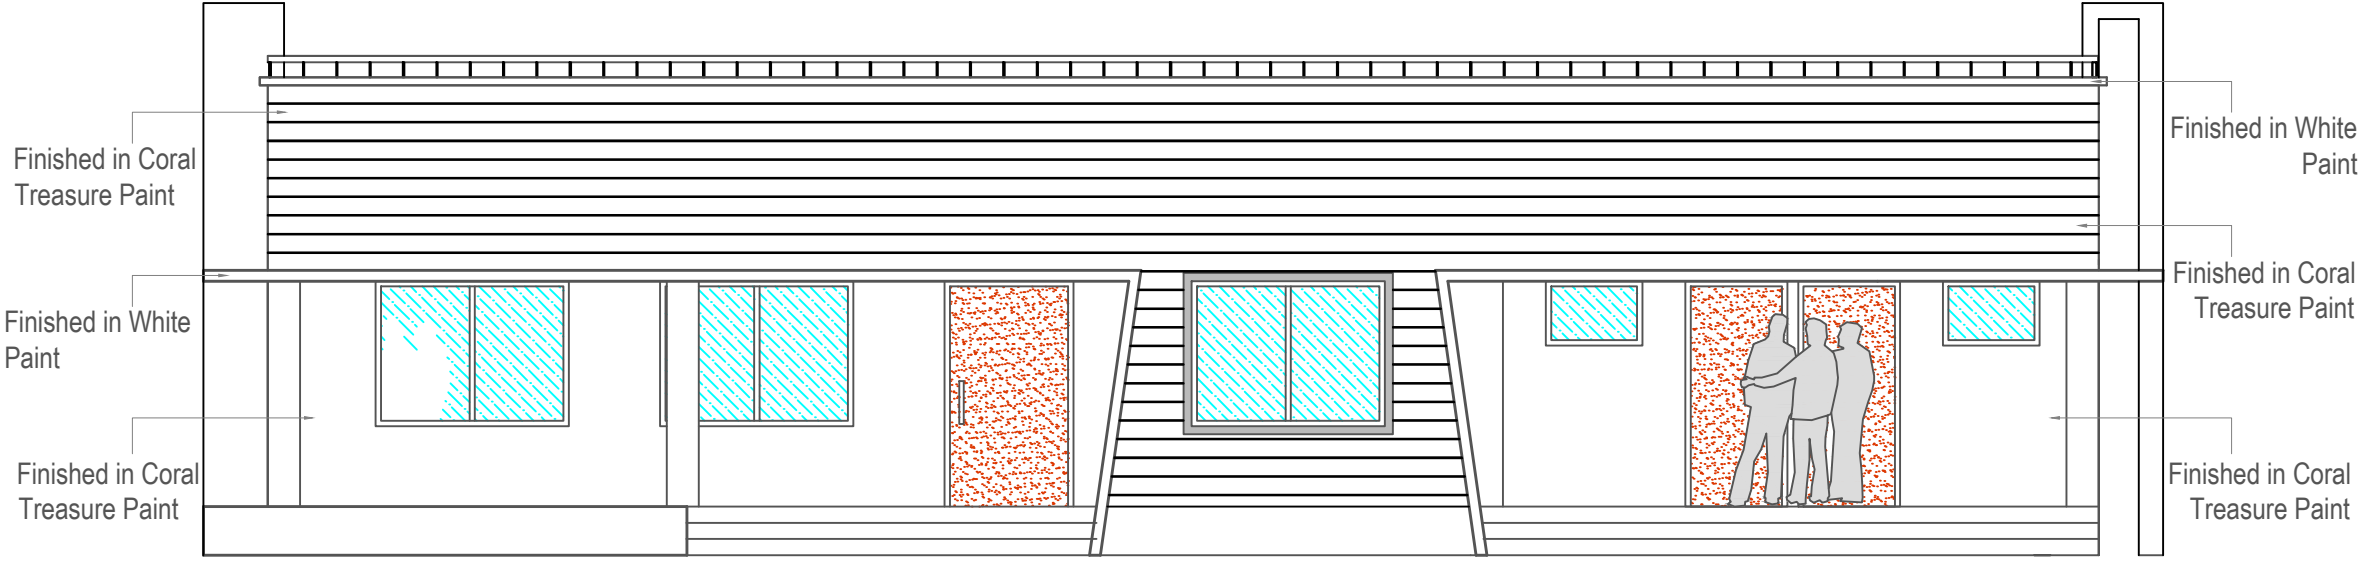 Finished in Coral
Treasure Paint
Finished in White
Paint
Finished in Coral
Treasure Paint
Finished in White
Paint
Finished in Coral
Treasure Paint
Finished in Coral
Treasure Paint